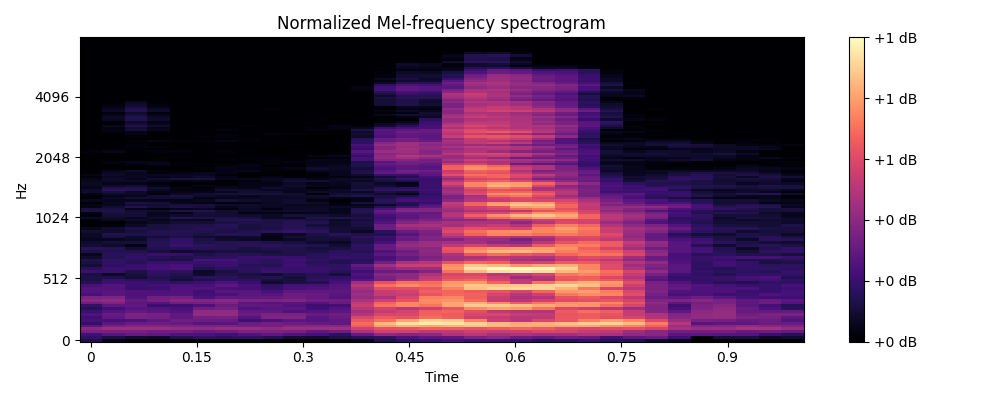 Normalized Mel-frequency spectrogram
Hz
4096
2048
1024
512
0
0 0.15 0.3 0.45 0.6 0.75 0.9
Time
+1 dB
+1 dB
+1 dB
+0 dB
+0 dB
+0 dB